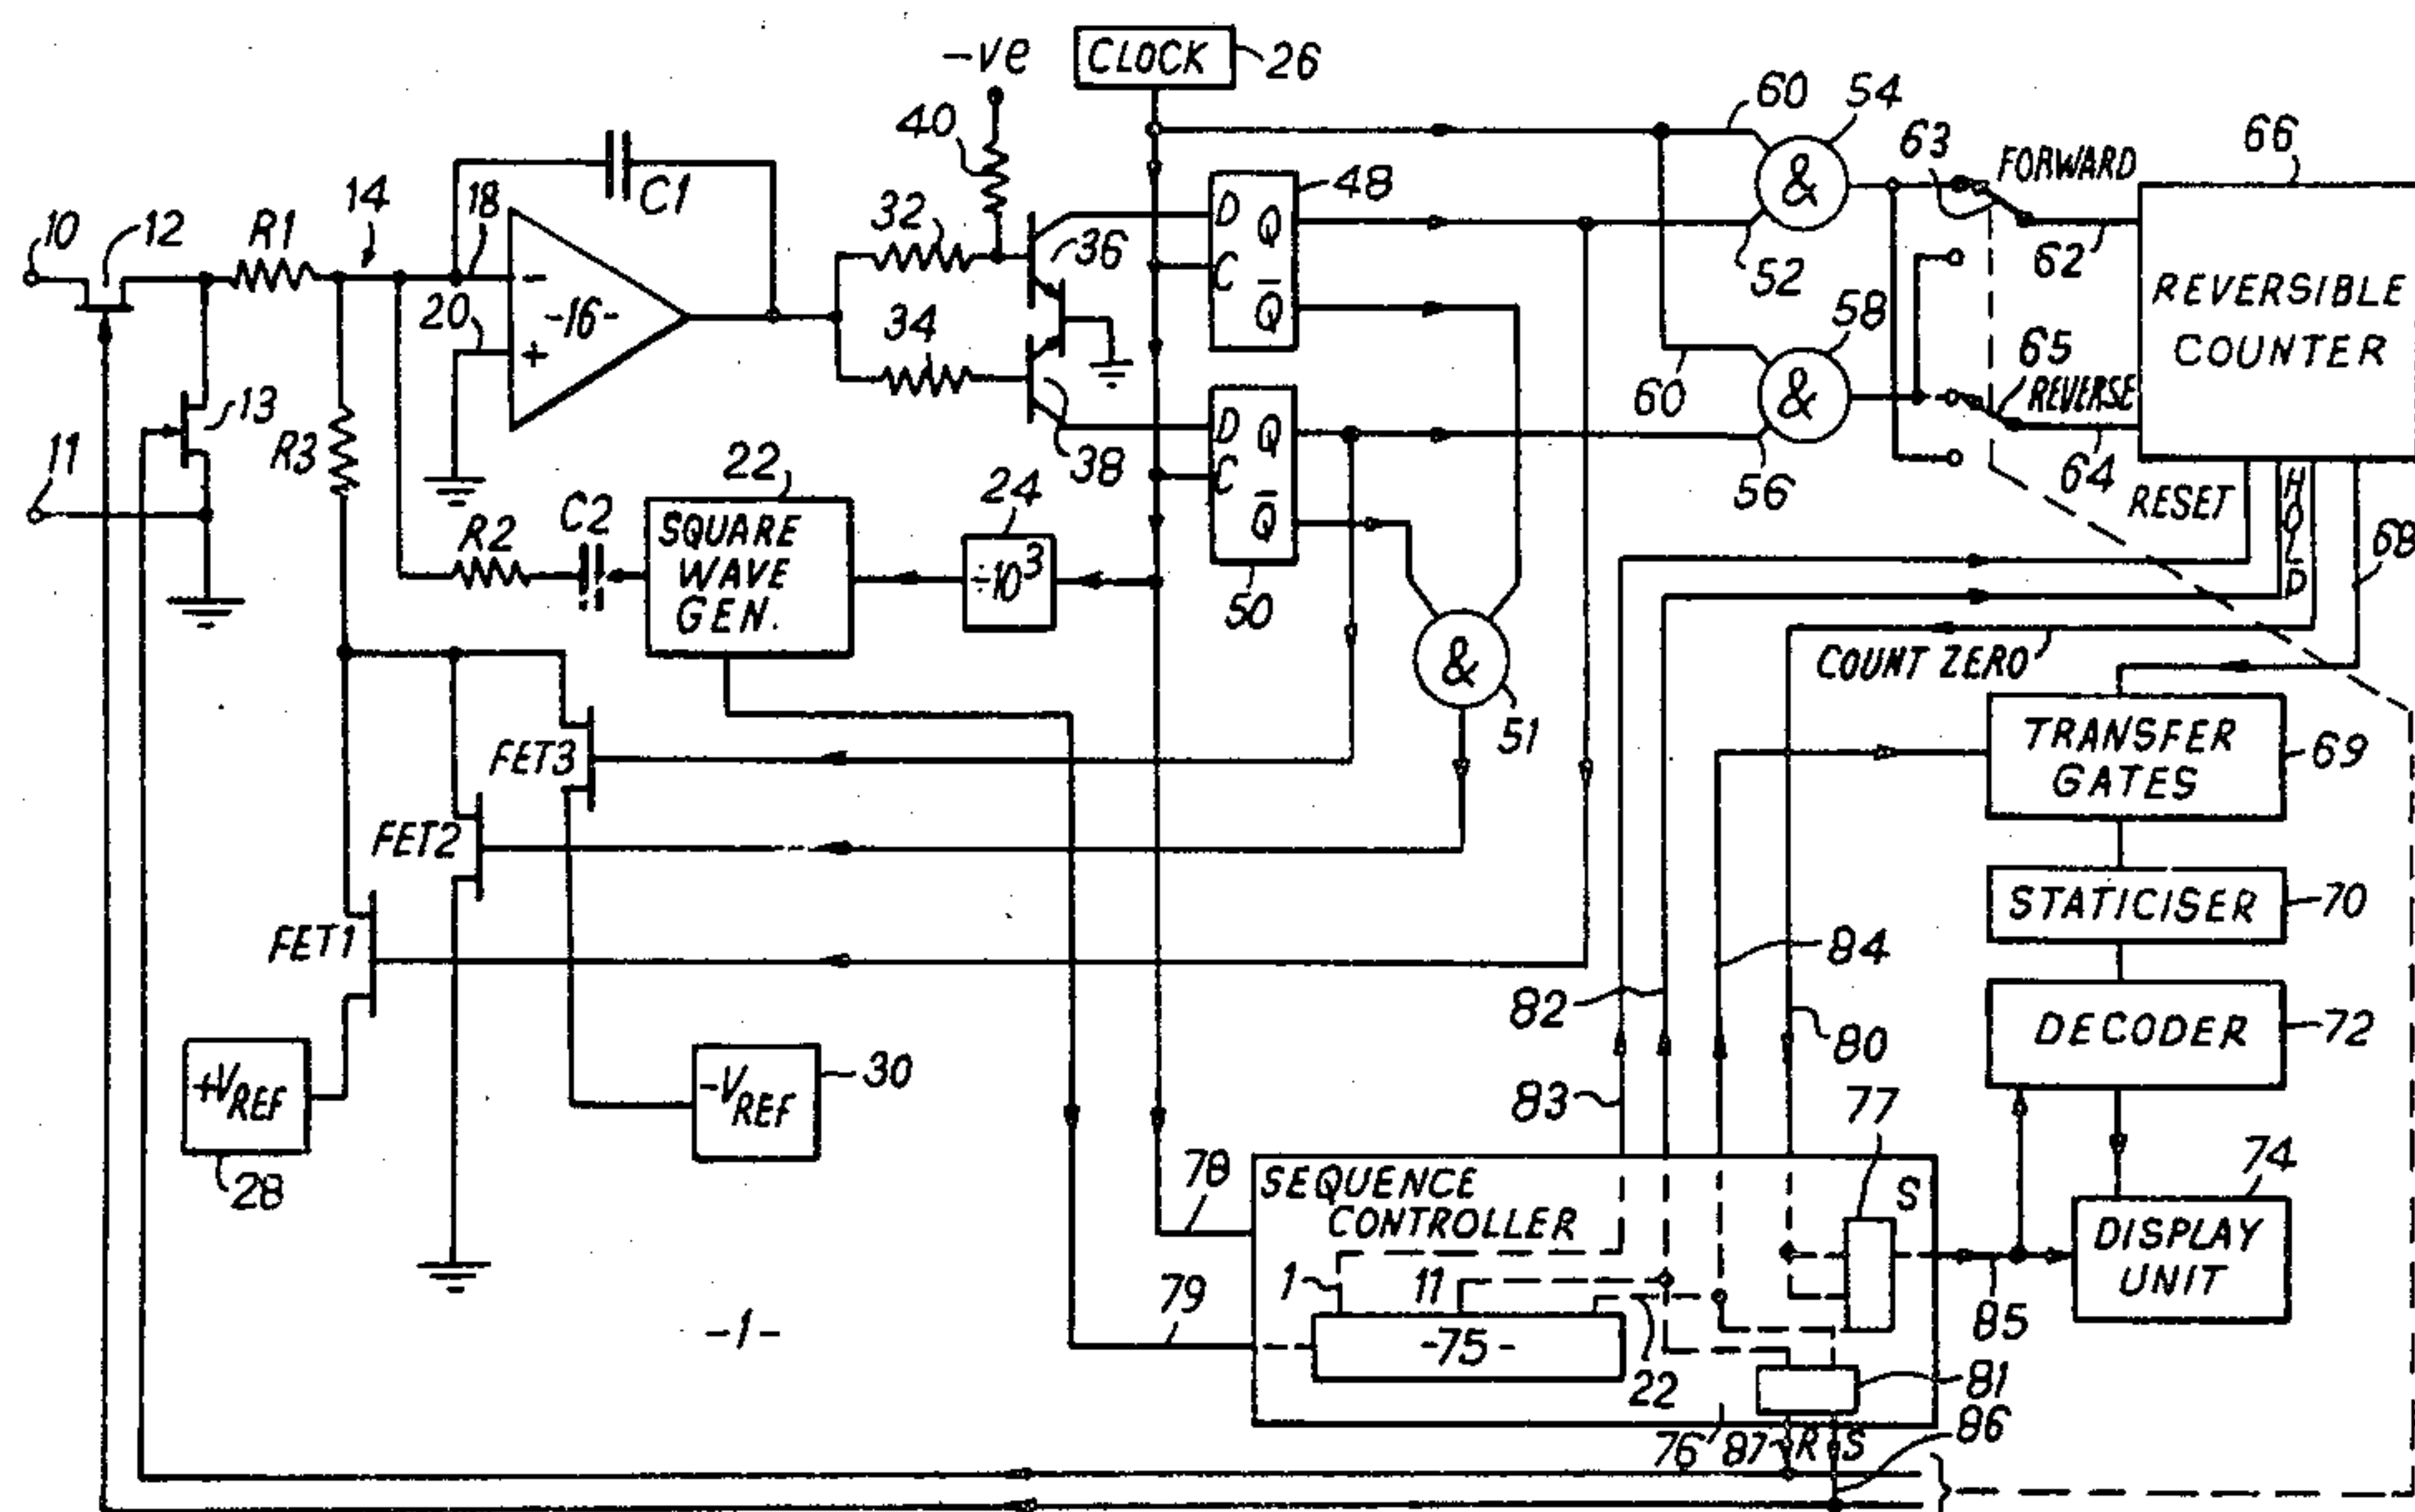 -ve
CLOCK
26
40
60
54
63
FORWARD
66
10
12
R1
14
18
C1
32
36
D
Q
48
&
62
C
Q̄
52
REVERSIBLE
COUNTER
20
-
-16-
+
34
58
65
REVERSE
13
11
R3
38
D
Q
60
&
64
22
24
C
Q̄
56
RESET
HOLD
68
R2
C2
SQUARE
WAVE
GEN.
÷10³
50
COUNT ZERO
&
51
FET3
TRANSFER
GATES
69
FET2
STATICISER
70
FET1
84
82
DECODER
72
80
+VREF
28
-VREF
30
83
77
74
78
SEQUENCE
CONTROLLER
S
DISPLAY
UNIT
1
11
79
85
-1-
-75-
22
81
76
87
R
S
86